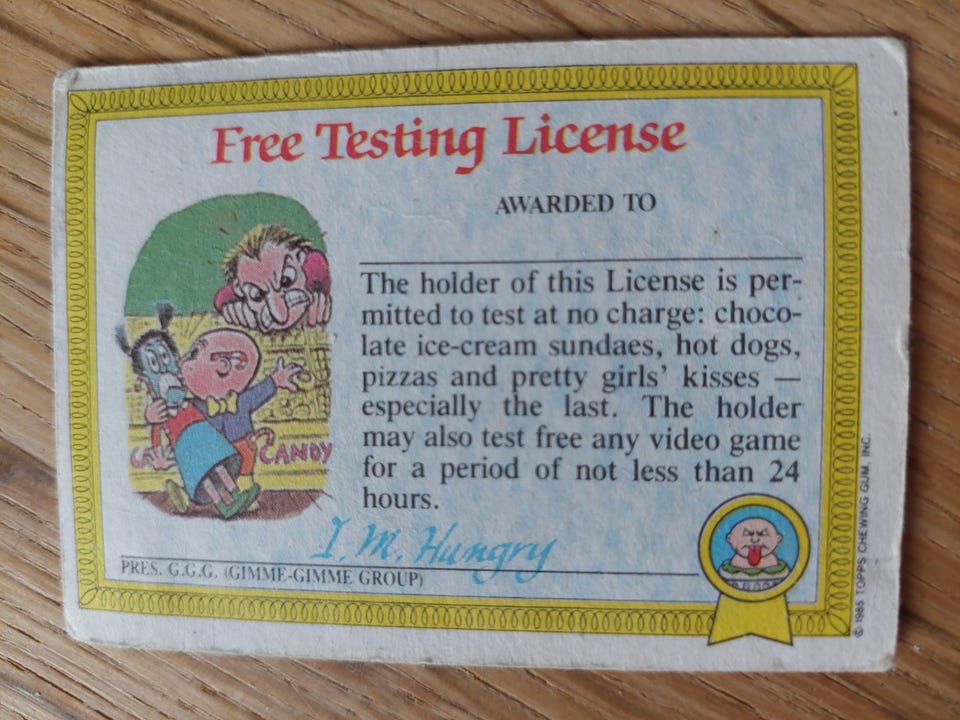 Free Testing License
AWARDED TO
The holder of this License is per-
mitted to test at no charge: choco-
late ice-cream sundaes, hot dogs,
pizzas and pretty girls' kisses —
especially the last. The holder
may also test free any video game
for a period of not less than 24
hours.
CA CANDY
I. M. Hungry
PRES. G.G.G. (GIMME-GIMME GROUP)
© 1985 TOPPS CHEWING GUM, INC.